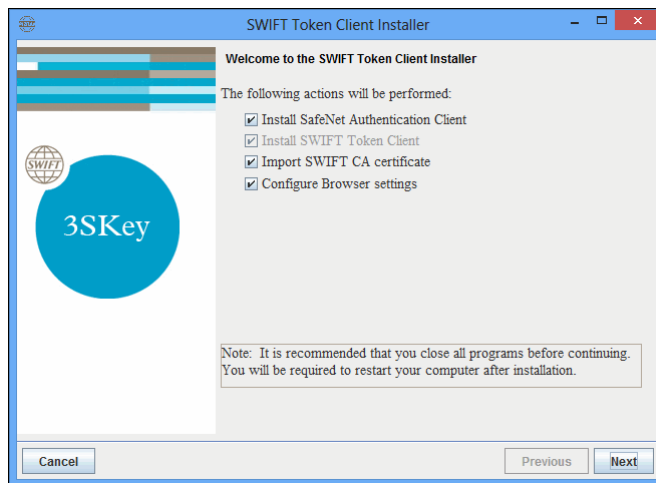 SWIFT Token Client Installer
Welcome to the SWIFT Token Client Installer
The following actions will be performed:
Install SafeNet Authentication Client
Install SWIFT Token Client
Import SWIFT CA certificate
Configure Browser settings
SWIFT
3SKey
Note: It is recommended that you close all programs before continuing.
You will be required to restart your computer after installation.
Cancel
Previous
Next